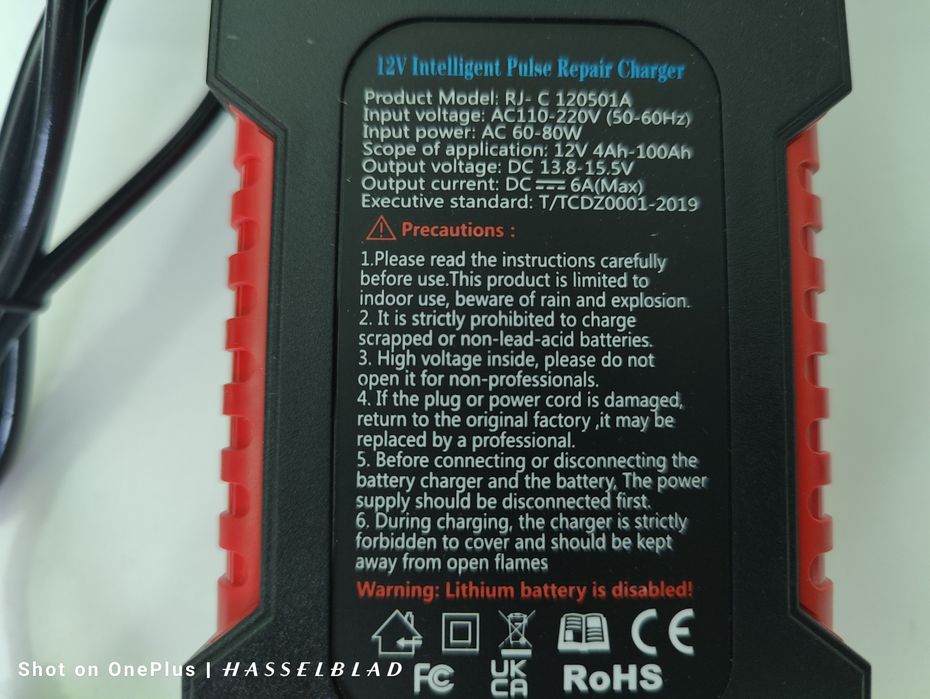 12V Intelligent Pulse Repair Charger
Product Model: RJ- C 120501A
Input voltage: AC110-220V (50-60Hz)
Input power: AC 60-80W
Scope of application: 12V 4Ah-100Ah
Output voltage: DC 13.8-15.5V
Output current: DC 6A(Max)
Executive standard: T/TCDZ0001-2019
Precautions :
1.Please read the instructions carefully
before use.This product is limited to
indoor use, beware of rain and explosion.
2. It is strictly prohibited to charge
scrapped or non-lead-acid batteries.
3. High voltage inside, please do not
open it for non-professionals.
4. If the plug or power cord is damaged,
return to the original factory ,it may be
replaced by a professional.
5. Before connecting or disconnecting the
battery charger and the battery, The power
supply should be disconnected first.
6. During charging, the charger is strictly
forbidden to cover and should be kept
away from open flames
Warning: Lithium battery is disabled!
CE
FC UK CA RoHS
Shot on OnePlus | HASSELBLAD